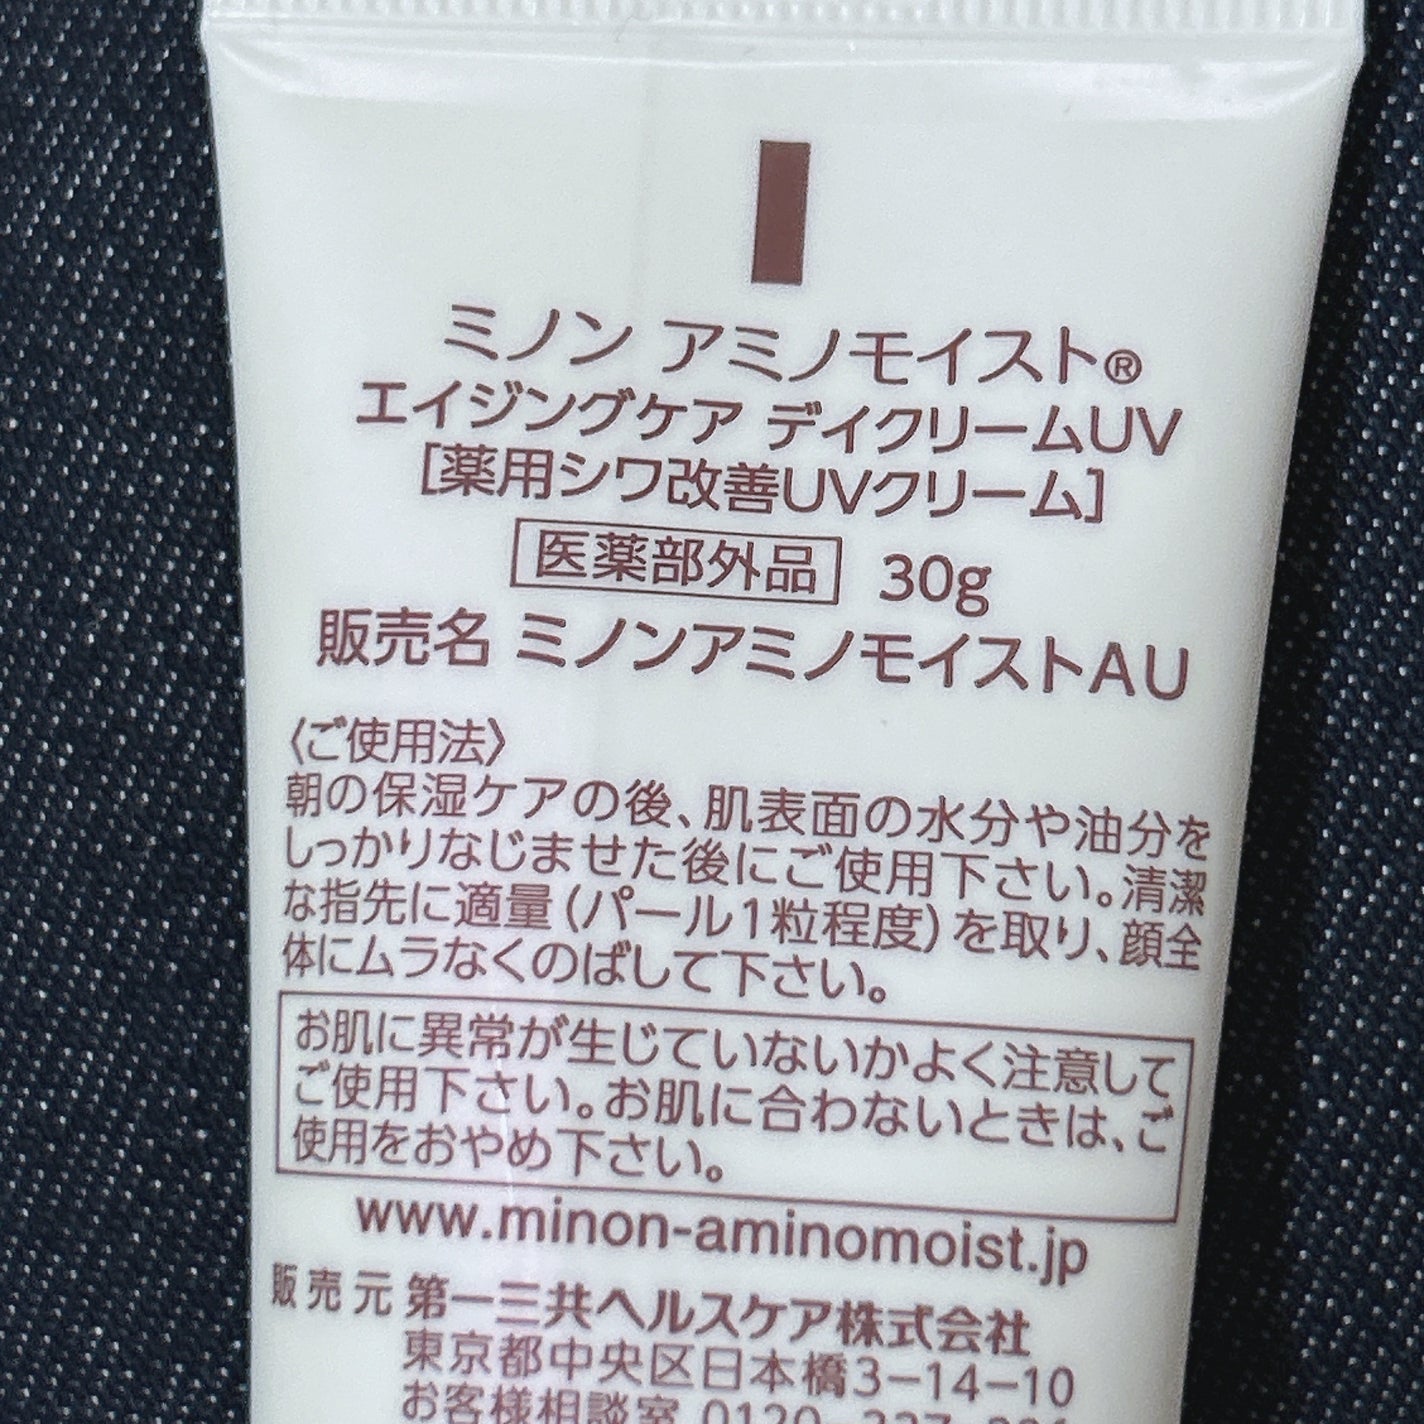 ミノン アミノモイスト®
エイジングケア デイクリームUV
[薬用シワ改善UVクリーム]
医薬部外品 30g
販売名 ミノンアミノモイストAU
〈ご使用法〉
朝の保湿ケアの後、肌表面の水分や油分を
しっかりなじませた後にご使用下さい。清潔
な指先に適量(パール1粒程度)を取り、顔全
体にムラなくのばして下さい。
お肌に異常が生じていないかよく注意して
ご使用下さい。お肌に合わないときは、ご
使用をおやめ下さい。
www.minon-aminomoist.jp
販売元 第一三共ヘルスケア株式会社
東京都中央区日本橋3-14-10
お客様相談室 0120-